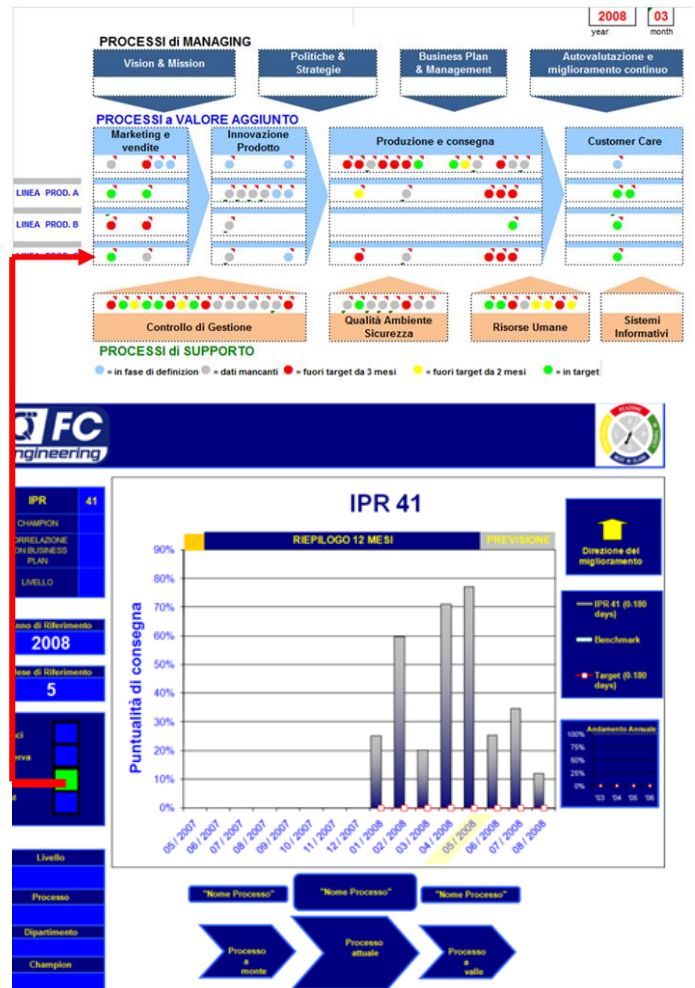 2008 03
year month
PROCESSI di MANAGING
Vision & Mission
Politiche &
Strategie
Business Plan
& Management
Autovalutazione e
miglioramento continuo
PROCESSI a VALORE AGGIUNTO
Marketing e
vendite
Innovazione
Prodotto
Produzione e consegna
Customer Care
LINEA PROD. A
LINEA PROD. B
Controllo di Gestione
Qualità Ambiente
Sicurezza
Risorse Umane
Sistemi
Informativi
PROCESSI di SUPPORTO
= in fase di definizion = dati mancanti = fuori target da 3 mesi = fuori target da 2 mesi = in target
FC
ngineering
IPR 41
CHAMPION
ORRELAZIONE
ON BUSINESS
PLAN
LIVELLO
nno di Riferimento
2008
ese di Riferimento
5
ci
erva
t
Livello
Processo
Dipartimento
Champion
IPR 41
RIEPILOGO 12 MESI PREVISIONE
Puntualità di consegna
90%
80%
70%
60%
50%
40%
30%
20%
10%
0%
05 / 2007
06 / 2007
07 / 2007
08 / 2007
09 / 2007
10 / 2007
11 / 2007
12 / 2007
01 / 2008
02 / 2008
03 / 2008
04 / 2008
05 / 2008
06 / 2008
07 / 2008
08 / 2008
Direzione del
miglioramento
IPR 41 (0-180
days)
Benchmark
Target (0-180
days)
Andamento Annuale
100%
75%
50%
25%
0%
'03 '04 '05 '06
"Nome Processo"
"Nome Processo"
"Nome Processo"
Processo
a
monte
Processo
attuale
Processo
a
valle